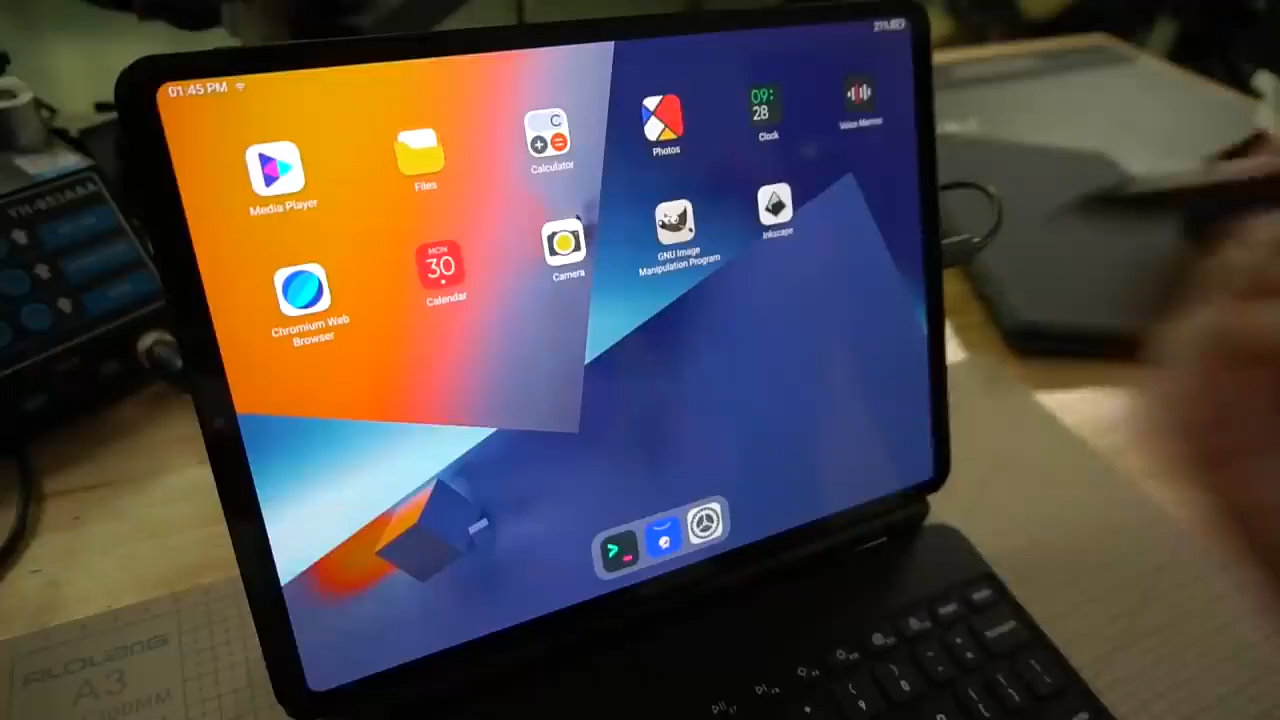 01:45 PM
21%
Media Player
Files
C
Calculator
Photos
09:
28
Clock
Voice Memos
Chromium Web
Browser
MON
30
Calendar
Camera
GNU Image
Manipulation Program
Inkscape
A3